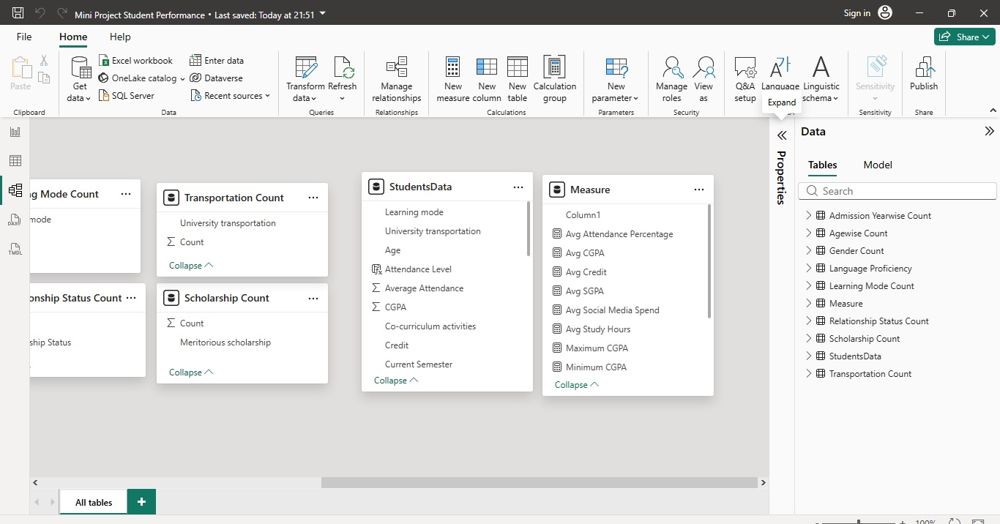 Mini Project Student Performance • Last saved: Today at 21:51
Sign in
File
Home
Help
Share
Paste
Clipboard
Get data
Excel workbook
OneLake catalog
SQL Server
Enter data
Dataverse
Recent sources
Data
Transform data
Refresh
Queries
Manage relationships
Relationships
New measure
New column
New table
Calculation group
Calculations
New parameter
Parameters
Manage roles
View as
Security
Q&A setup
Language
Linguistic schema
Expand
Sensitivity
Sensitivity
Publish
Share
DAX
TMDL
ng Mode Count
mode
onship Status Count
ship Status
Transportation Count
University transportation
Count
Collapse
Scholarship Count
Count
Meritorious scholarship
Collapse
StudentsData
Learning mode
University transportation
Age
Attendance Level
Average Attendance
CGPA
Co-curriculum activities
Credit
Current Semester
Collapse
Measure
Column1
Avg Attendance Percentage
Avg CGPA
Avg Credit
Avg SGPA
Avg Social Media Spend
Avg Study Hours
Maximum CGPA
Minimum CGPA
Collapse
Properties
Data
Tables
Model
Search
Admission Yearwise Count
Agewise Count
Gender Count
Language Proficiency
Learning Mode Count
Measure
Relationship Status Count
Scholarship Count
StudentsData
Transportation Count
All tables
100%